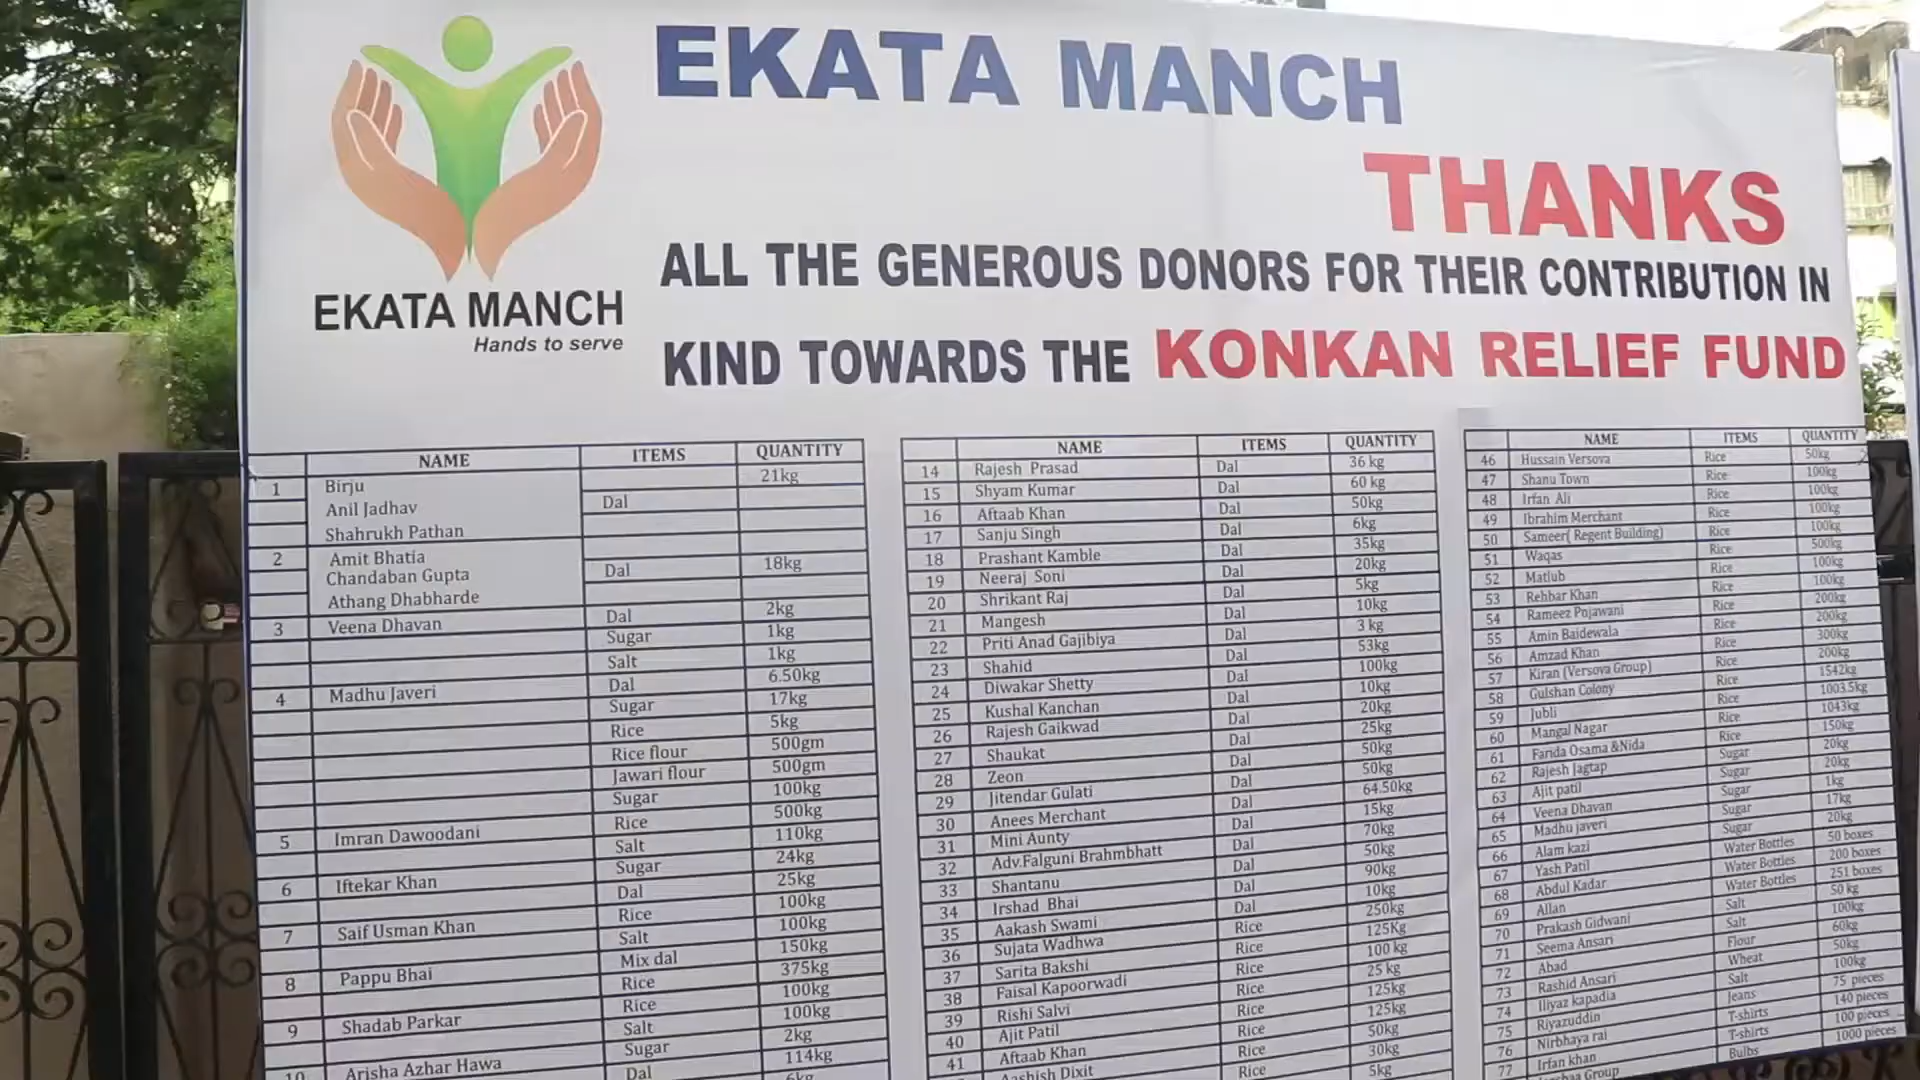 EKATA MANCH
THANKS
ALL THE GENEROUS DONORS FOR THEIR CONTRIBUTION IN
KIND TOWARDS THE KONKAN RELIEF FUND
EKATA MANCH
Hands to serve
NAME ITEMS QUANTITY
1 Birju 21kg
Anil Jadhav Dal
Shahrukh Pathan
2 Amit Bhatia
Chandaban Gupta Dal 18kg
Athang Dhabharde
3 Veena Dhavan Dal 2kg
Sugar 1kg
Salt 1kg
4 Madhu Javeri Dal 6.50kg
Sugar 17kg
Rice 5kg
Rice flour 500gm
Jawari flour 500gm
Sugar 100kg
5 Imran Dawoodani Rice 500kg
Salt 110kg
Sugar 24kg
6 Iftekar Khan Dal 25kg
Rice 100kg
7 Saif Usman Khan Salt 100kg
Mix dal 150kg
8 Pappu Bhai Rice 375kg
Rice 100kg
9 Shadab Parkar Salt 100kg
Sugar 2kg
10 Arisha Azhar Hawa Dal 114kg
6kg
NAME ITEMS QUANTITY
14 Rajesh Prasad Dal 36 kg
15 Shyam Kumar Dal 60 kg
16 Aftaab Khan Dal 50kg
17 Sanju Singh Dal 6kg
18 Prashant Kamble Dal 35kg
19 Neeraj Soni Dal 20kg
20 Shrikant Raj Dal 5kg
21 Mangesh Dal 10kg
22 Priti Anad Gajibiya Dal 3 kg
23 Shahid Dal 53kg
24 Diwakar Shetty Dal 100kg
25 Kushal Kanchan Dal 10kg
26 Rajesh Gaikwad Dal 20kg
27 Shaukat Dal 25kg
28 Zeon Dal 50kg
29 Jitendar Gulati Dal 50kg
30 Anees Merchant Dal 64.50kg
31 Mini Aunty Dal 15kg
32 Adv.Falguni Brahmbhatt Dal 70kg
33 Shantanu Dal 50kg
34 Irshad Bhai Dal 90kg
35 Aakash Swami Dal 10kg
36 Sujata Wadhwa Rice 250kg
37 Sarita Bakshi Rice 125Kg
38 Faisal Kapoorwadi Rice 100 kg
39 Rishi Salvi Rice 25 kg
40 Ajit Patil Rice 125kg
41 Aftaab Khan Rice 125kg
Aashish Dixit Rice 50kg
Rice 30kg
5kg
NAME ITEMS QUANTITY
46 Hussain Versova Rice 50kg
47 Shanu Town Rice 100kg
48 Irfan Ali Rice 100kg
49 Ibrahim Merchant Rice 100kg
50 Sameer( Regent Building) Rice 100kg
51 Waqas Rice 500kg
52 Matlub Rice 100kg
53 Rehbar Khan Rice 100kg
54 Rameez Pojawani Rice 200kg
55 Amin Baidewala Rice 200kg
56 Amzad Khan Rice 300kg
57 Kiran (Versova Group) Rice 200kg
58 Gulshan Colony Rice 1542kg
59 Jubli Rice 1003.5kg
60 Mangal Nagar Rice 1043kg
61 Farida Osama &Nida Rice 150kg
62 Rajesh Jagtap Sugar 20kg
63 Ajit patil Sugar 20kg
64 Veena Dhavan Sugar 1kg
65 Madhu javeri Sugar 17kg
66 Alam kazi Sugar 20kg
67 Yash Patil Water Bottles 50 boxes
68 Abdul Kadar Water Bottles 200 boxes
69 Allan Water Bottles 251 boxes
70 Prakash Gidwani Salt 50 kg
71 Seema Ansari Salt 100kg
72 Abad Flour 60kg
73 Rashid Ansari Wheat 50kg
74 Iliyaz kapadia Salt 100kg
75 Riyazuddin Jeans 75 pieces
76 Nirbhaya rai T-shirts 140 pieces
77 Irfan khan T-shirts 100 pieces
Group Bulbs 1000 pieces